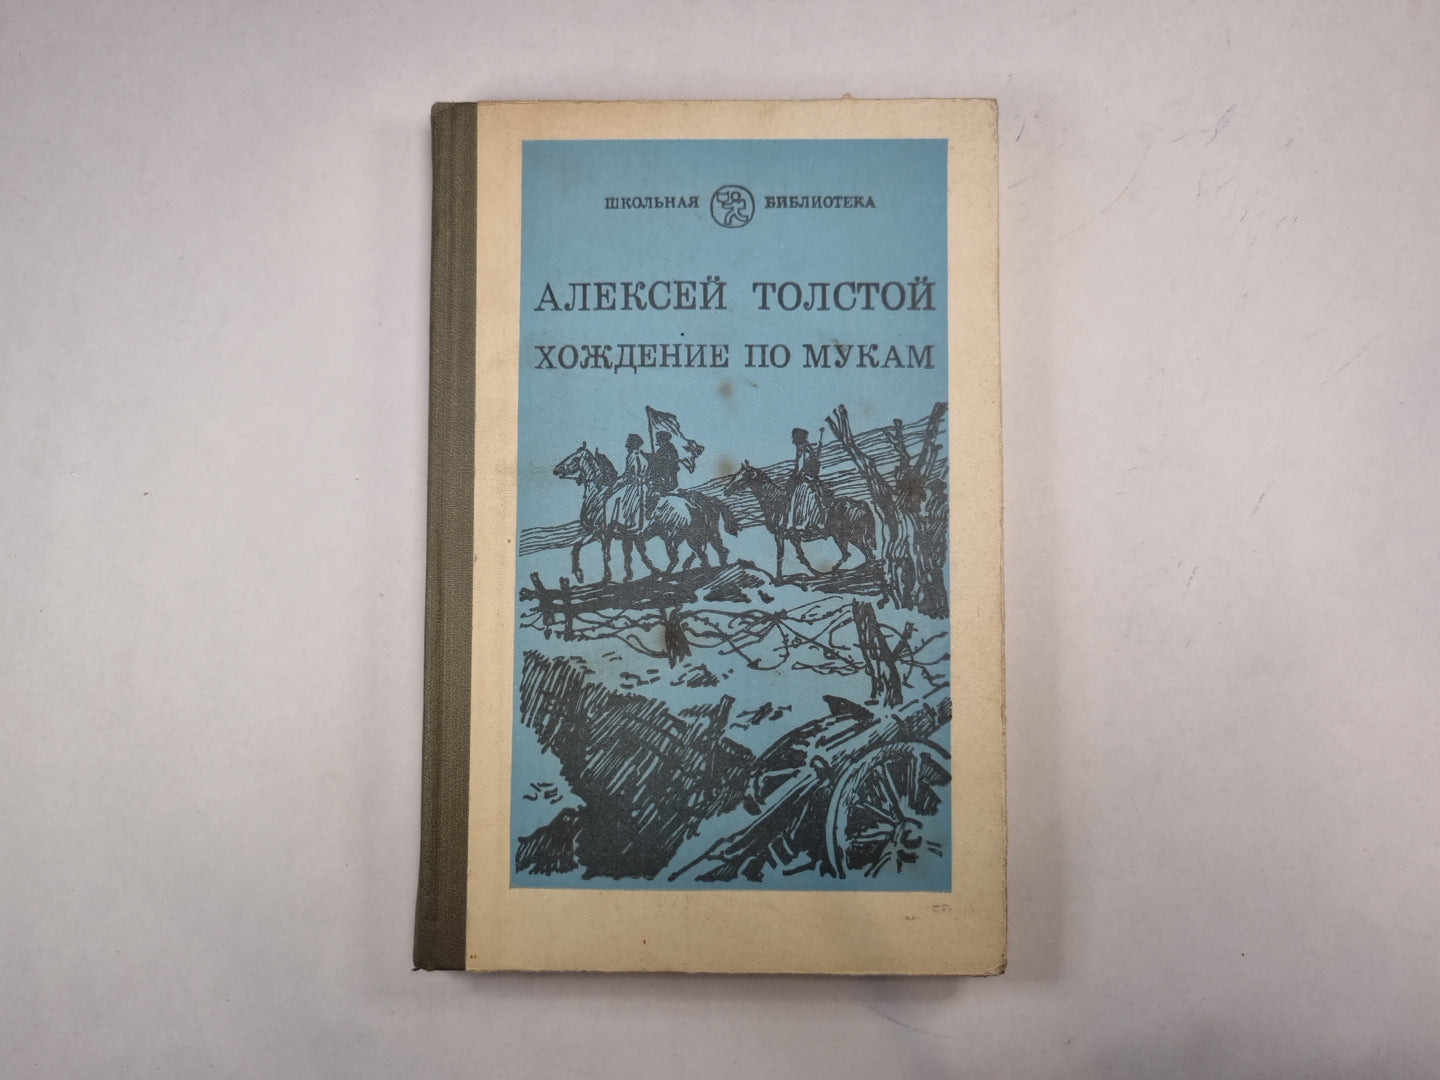 ШКОЛЬНАЯ БИБЛИОТЕКА
АЛЕКСЕЙ ТОЛСТОЙ
ХОЖДЕНИЕ ПО МУКАМ